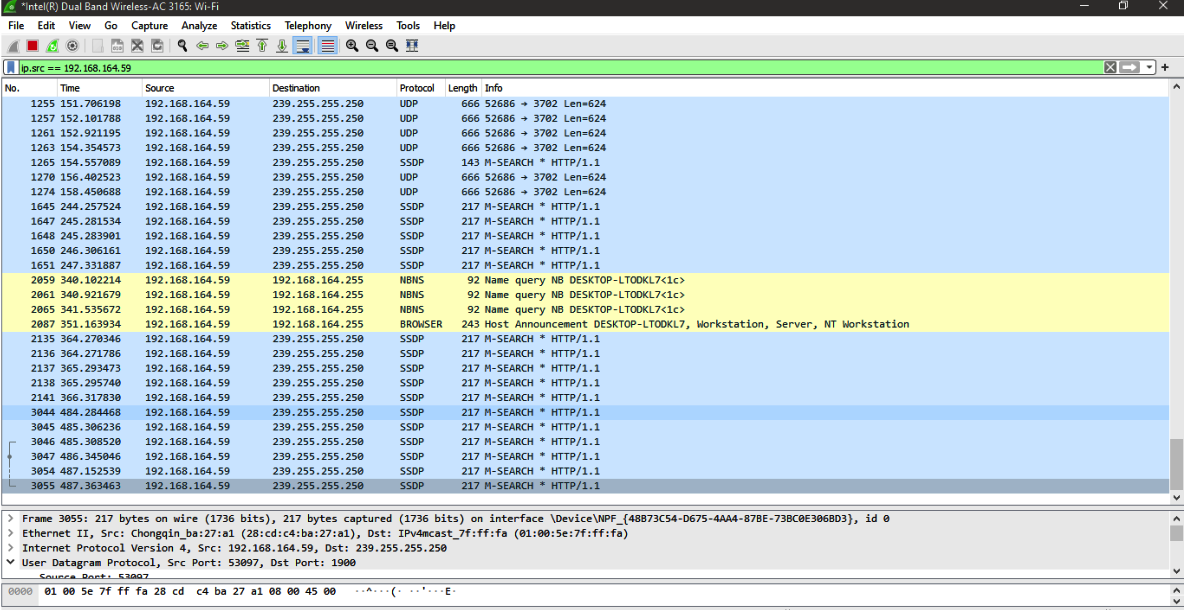 *Intel(R) Dual Band Wireless-AC 3165: Wi-Fi
File Edit View Go Capture Analyze Statistics Telephony Wireless Tools Help
ip.src == 192.168.164.59
No. Time Source Destination Protocol Length Info
1255 151.706198 192.168.164.59 239.255.255.250 UDP 666 52686 → 3702 Len=624
1257 152.101788 192.168.164.59 239.255.255.250 UDP 666 52686 → 3702 Len=624
1261 152.921195 192.168.164.59 239.255.255.250 UDP 666 52686 → 3702 Len=624
1263 154.354573 192.168.164.59 239.255.255.250 UDP 666 52686 → 3702 Len=624
1265 154.557089 192.168.164.59 239.255.255.250 SSDP 143 M-SEARCH * HTTP/1.1
1270 156.402523 192.168.164.59 239.255.255.250 UDP 666 52686 → 3702 Len=624
1274 158.450688 192.168.164.59 239.255.255.250 UDP 666 52686 → 3702 Len=624
1645 244.257524 192.168.164.59 239.255.255.250 SSDP 217 M-SEARCH * HTTP/1.1
1647 245.281534 192.168.164.59 239.255.255.250 SSDP 217 M-SEARCH * HTTP/1.1
1648 245.283901 192.168.164.59 239.255.255.250 SSDP 217 M-SEARCH * HTTP/1.1
1650 246.306161 192.168.164.59 239.255.255.250 SSDP 217 M-SEARCH * HTTP/1.1
1651 247.331887 192.168.164.59 239.255.255.250 SSDP 217 M-SEARCH * HTTP/1.1
2059 340.102214 192.168.164.59 192.168.164.255 NBNS 92 Name query NB DESKTOP-LTODKL7<1c>
2061 340.921679 192.168.164.59 192.168.164.255 NBNS 92 Name query NB DESKTOP-LTODKL7<1c>
2065 341.535672 192.168.164.59 192.168.164.255 NBNS 92 Name query NB DESKTOP-LTODKL7<1c>
2087 351.163934 192.168.164.59 192.168.164.255 BROWSER 243 Host Announcement DESKTOP-LTODKL7, Workstation, Server, NT Workstation
2135 364.270346 192.168.164.59 239.255.255.250 SSDP 217 M-SEARCH * HTTP/1.1
2136 364.271786 192.168.164.59 239.255.255.250 SSDP 217 M-SEARCH * HTTP/1.1
2137 365.293473 192.168.164.59 239.255.255.250 SSDP 217 M-SEARCH * HTTP/1.1
2138 365.295740 192.168.164.59 239.255.255.250 SSDP 217 M-SEARCH * HTTP/1.1
2141 366.317830 192.168.164.59 239.255.255.250 SSDP 217 M-SEARCH * HTTP/1.1
3044 484.284468 192.168.164.59 239.255.255.250 SSDP 217 M-SEARCH * HTTP/1.1
3045 485.306236 192.168.164.59 239.255.255.250 SSDP 217 M-SEARCH * HTTP/1.1
3046 485.308520 192.168.164.59 239.255.255.250 SSDP 217 M-SEARCH * HTTP/1.1
3047 486.345046 192.168.164.59 239.255.255.250 SSDP 217 M-SEARCH * HTTP/1.1
3054 487.152539 192.168.164.59 239.255.255.250 SSDP 217 M-SEARCH * HTTP/1.1
3055 487.363463 192.168.164.59 239.255.255.250 SSDP 217 M-SEARCH * HTTP/1.1
Frame 3055: 217 bytes on wire (1736 bits), 217 bytes captured (1736 bits) on interface \Device\NPF_{48B73C54-D675-4AA4-87BE-73BC0E306BD3}, id 0
Ethernet II, Src: Chongqin_ba:27:a1 (28:cd:c4:ba:27:a1), Dst: IPv4mcast_7f:ff:fa (01:00:5e:7f:ff:fa)
Internet Protocol Version 4, Src: 192.168.164.59, Dst: 239.255.255.250
User Datagram Protocol, Src Port: 53097, Dst Port: 1900
Source Port: 53097
0000 01 00 5e 7f ff fa 28 cd c4 ba 27 a1 08 00 45 00 ··^···(· ··'···E·